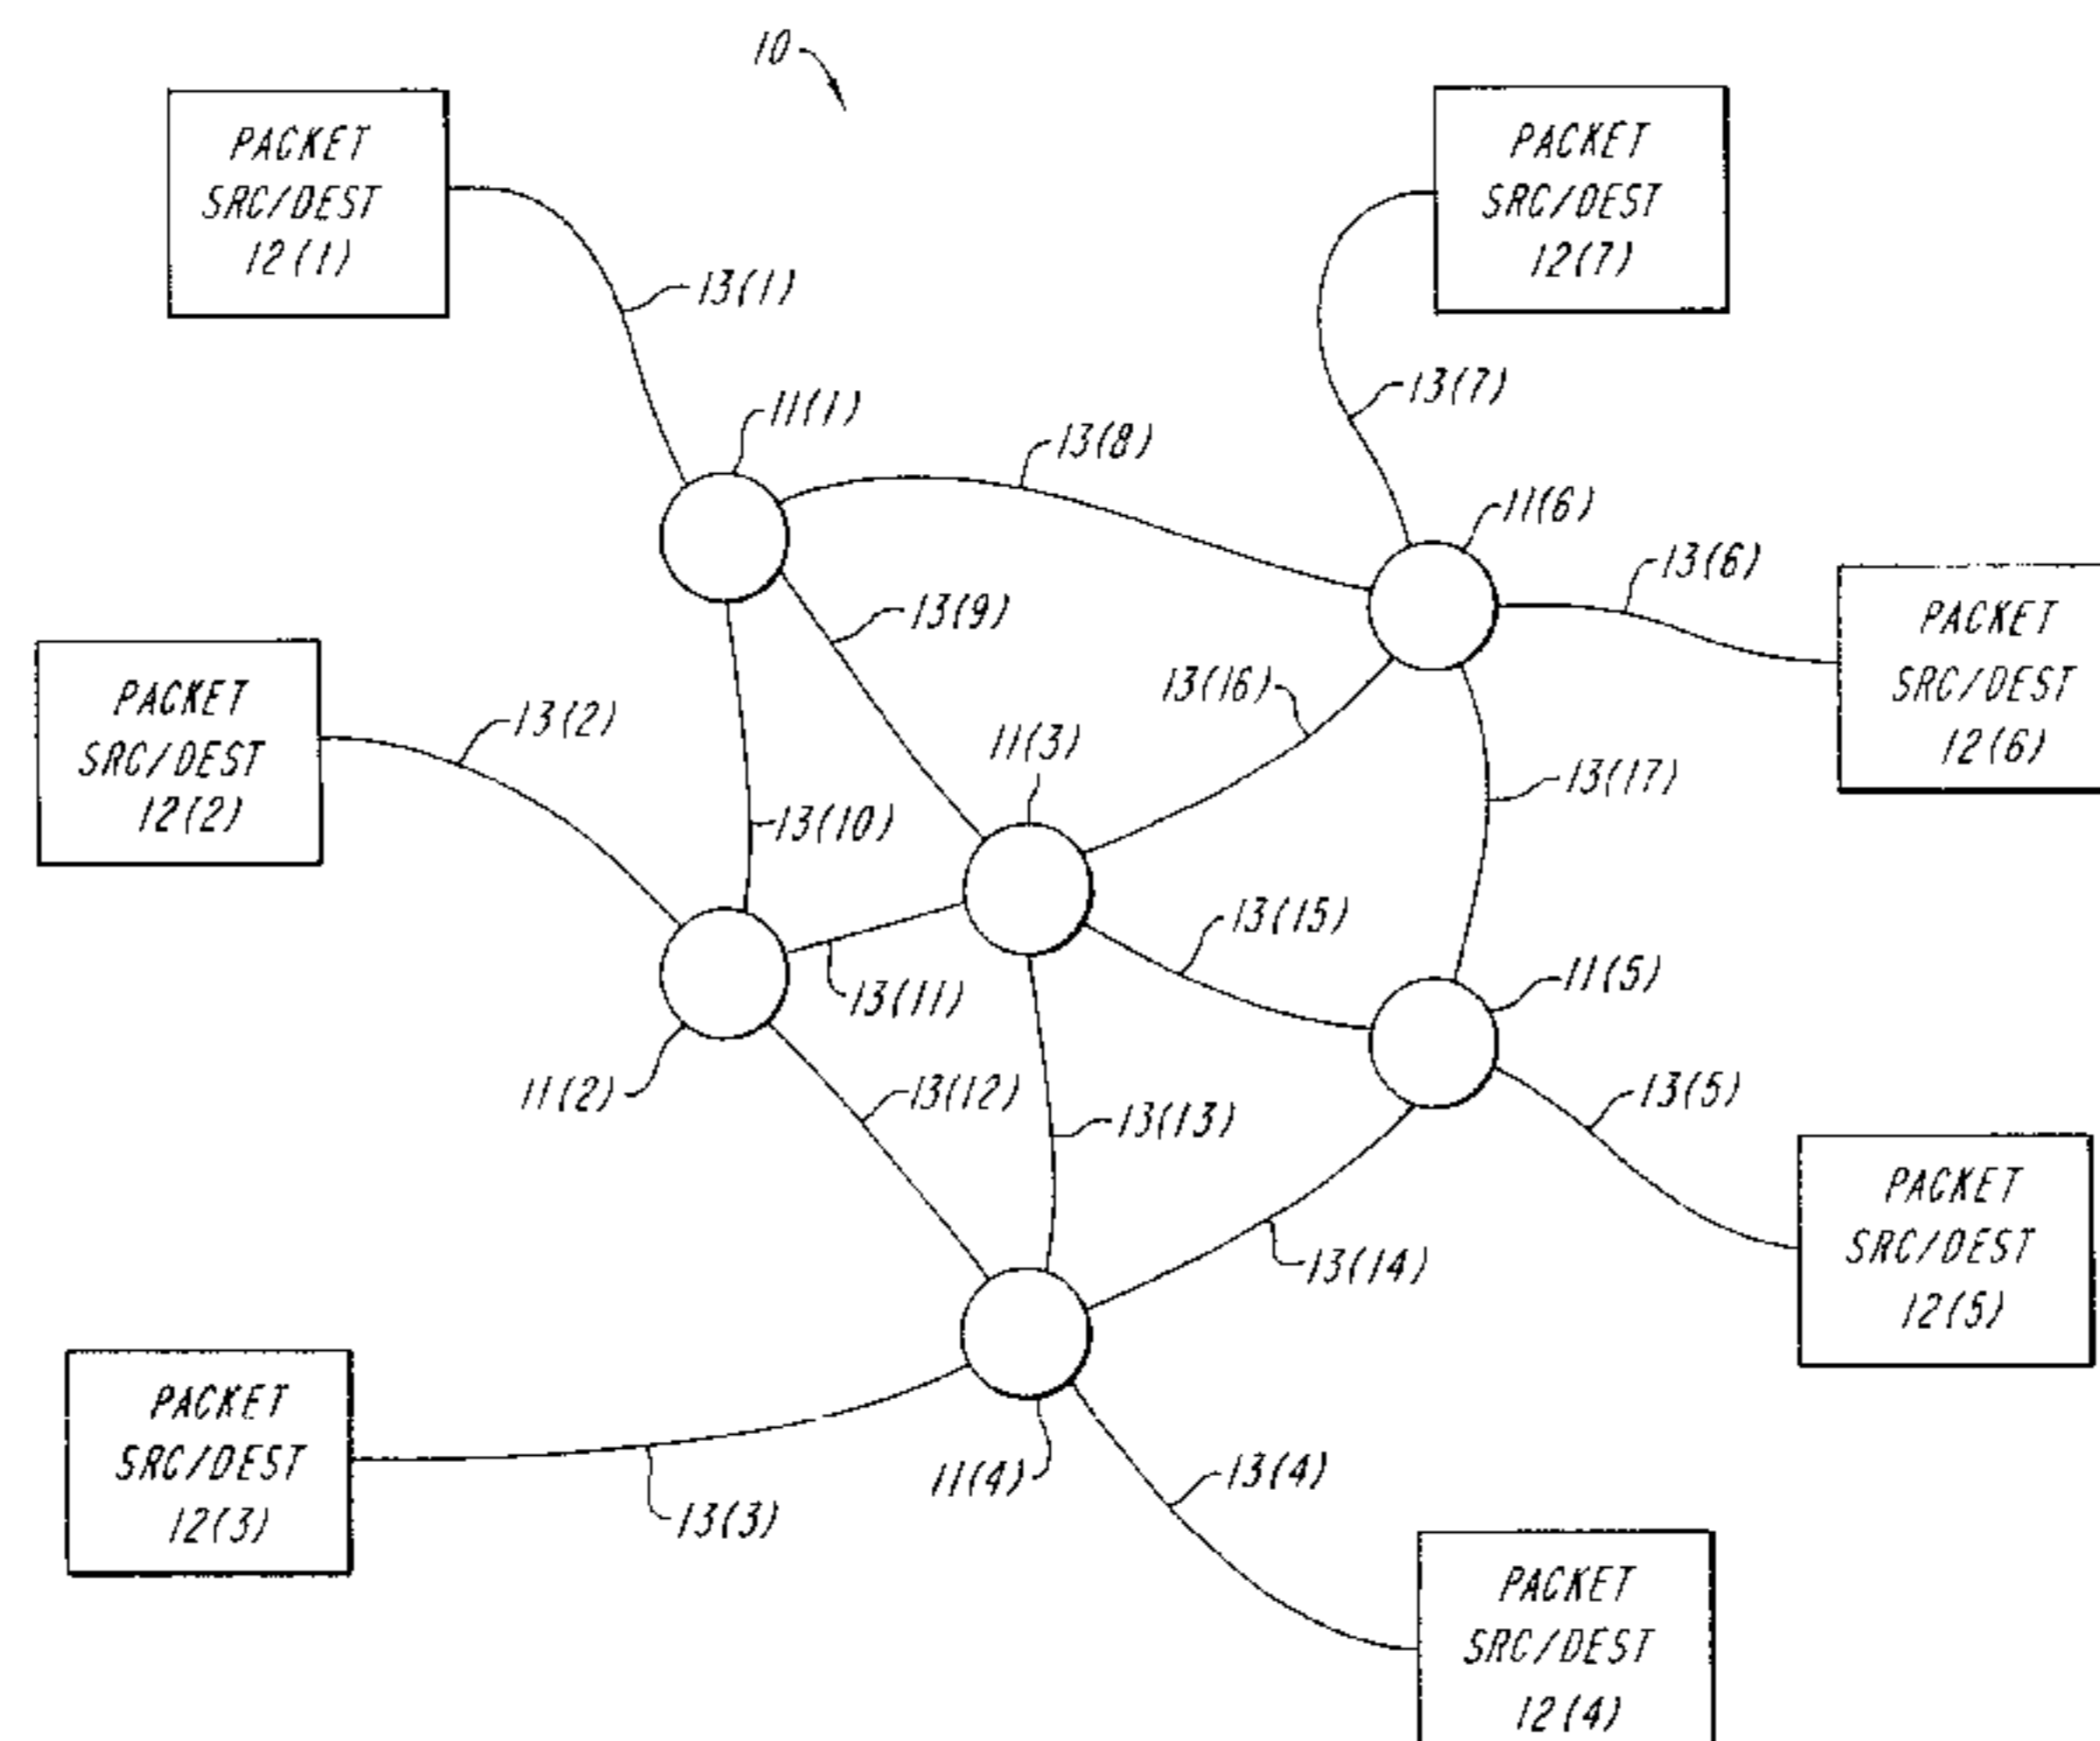 10
PACKET
SRC/DEST
12(1)
PACKET
SRC/DEST
12(7)
13(1)
13(7)
11(1)
13(8)
11(6)
13(6)
PACKET
SRC/DEST
12(6)
13(9)
PACKET
SRC/DEST
12(2)
13(2)
13(16)
11(3)
13(17)
13(10)
13(15)
11(5)
13(11)
11(2)
13(12)
13(13)
13(5)
PACKET
SRC/DEST
12(5)
13(14)
PACKET
SRC/DEST
12(3)
13(3)
11(4)
13(4)
PACKET
SRC/DEST
12(4)